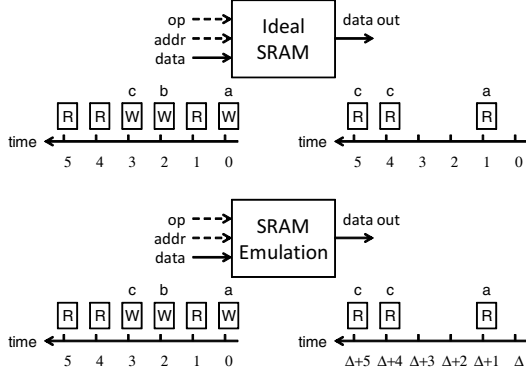 op
addr
data
Ideal
SRAM
data out
c b a
R R W W R W
time
5 4 3 2 1 0
c c a
R R R
time
5 4 3 2 1 0
op
addr
data
SRAM
Emulation
data out
c b a
R R W W R W
time
5 4 3 2 1 0
c c a
R R R
time
Δ+5 Δ+4 Δ+3 Δ+2 Δ+1 Δ